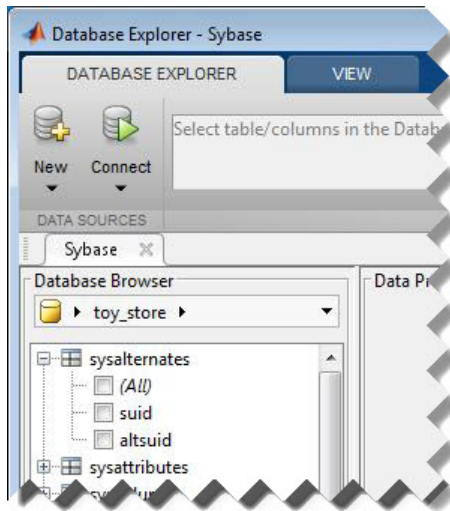 Database Explorer - Sybase
DATABASE EXPLORER VIEW
Select table/columns in the Datab
New Connect
DATA SOURCES
Sybase
Database Browser Data Pr
toy_store
sysalternates
(All)
suid
altsuid
sysattributes